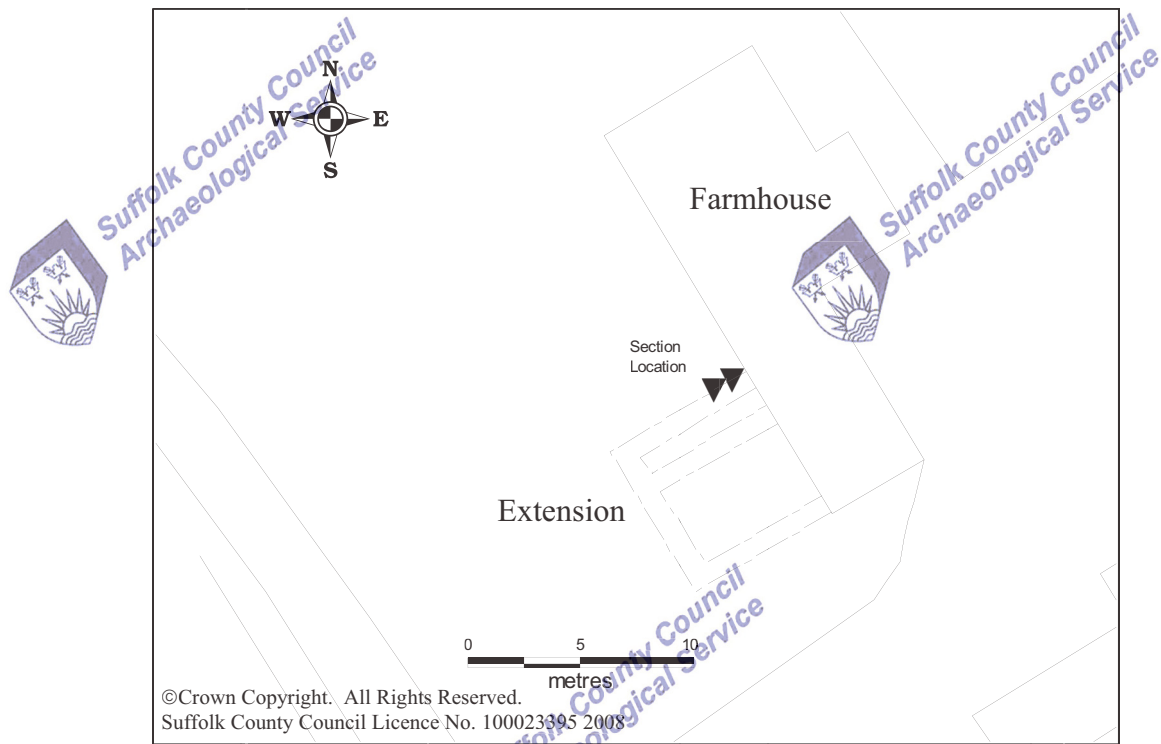 Suffolk County Council
Archaeological Service
N
W E
S
Suffolk County Council
Archaeological Service
Farmhouse
Section
Location
Extension
0 5 10
metres
Suffolk County Council
Archaeological Service
©Crown Copyright. All Rights Reserved.
Suffolk County Council Licence No. 100023395 2008